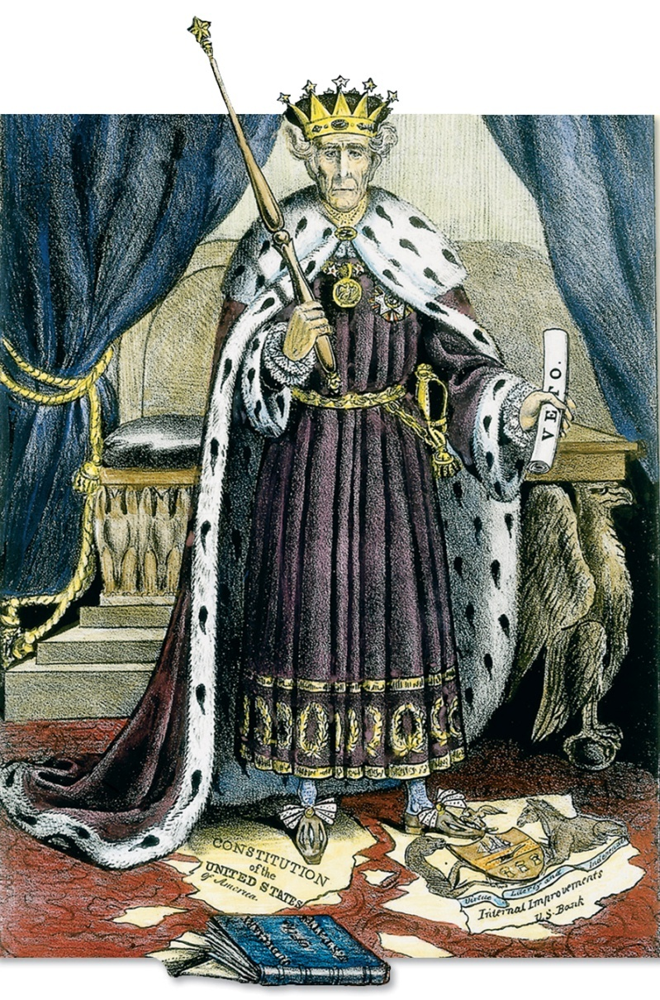 VETO.
CONSTITUTION
of the
UNITED STATES
of America.
Virtue Liberty and Independence
Internal Improvements
U.S. Bank